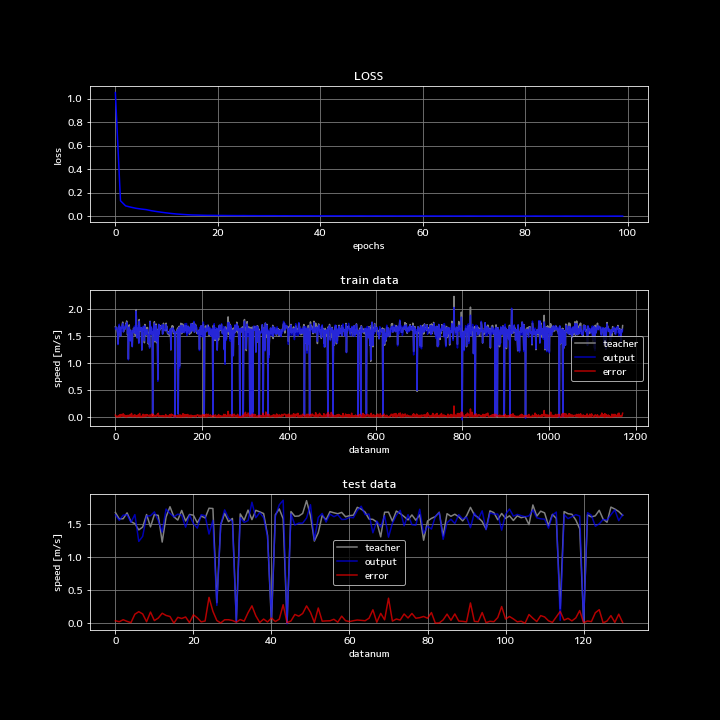 LOSS
1.0
0.8
0.6
0.4
0.2
0.0
loss
0 20 40 60 80 100
epochs
train data
2.0
1.5
1.0
0.5
0.0
speed [m/s]
teacher
output
error
0 200 400 600 800 1000 1200
datanum
test data
1.5
1.0
0.5
0.0
speed [m/s]
teacher
output
error
0 20 40 60 80 100 120
datanum